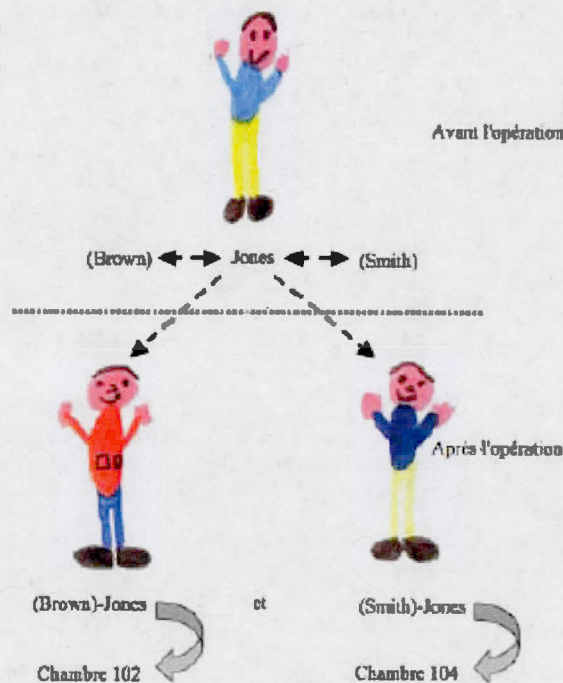 Avant l'opération
(Brown) Jones (Smith)
Après l'opération
(Brown)-Jones et (Smith)-Jones
Chambre 102 Chambre 104